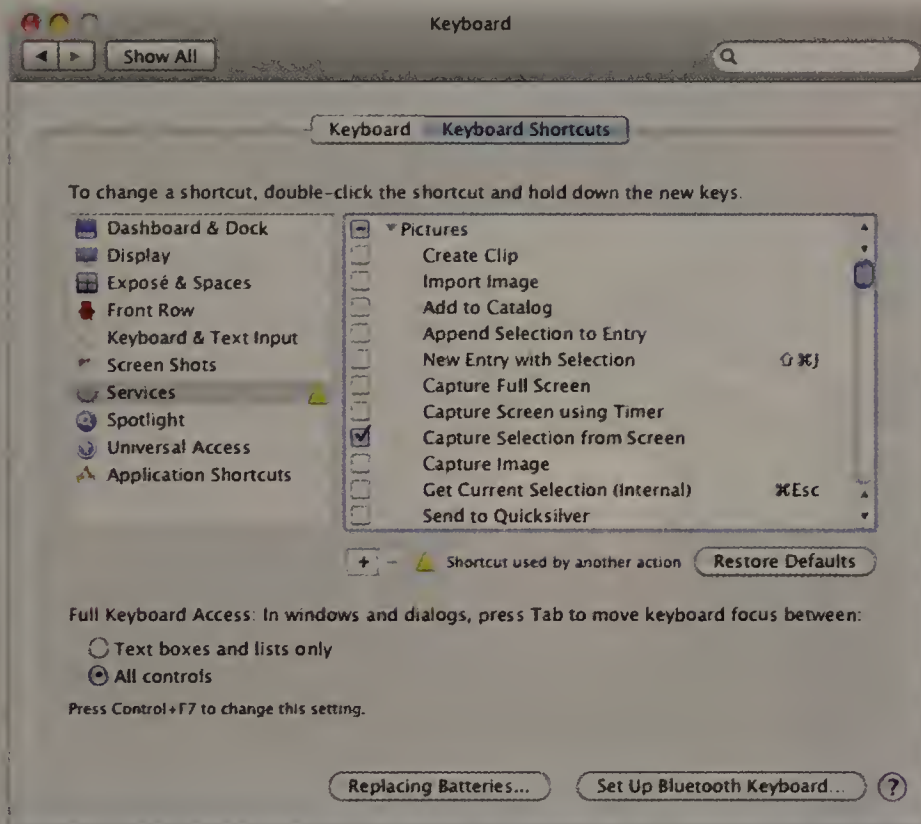 Keyboard
Show All
Keyboard Keyboard Shortcuts
To change a shortcut, double-click the shortcut and hold down the new keys.
Dashboard & Dock
Display
Exposé & Spaces
Front Row
Keyboard & Text Input
Screen Shots
Services
Spotlight
Universal Access
Application Shortcuts
Pictures
Create Clip
Import Image
Add to Catalog
Append Selection to Entry
New Entry with Selection ⇧⌘J
Capture Full Screen
Capture Screen using Timer
Capture Selection from Screen
Capture Image
Get Current Selection (Internal) ⌘Esc
Send to Quicksilver
+ - Shortcut used by another action Restore Defaults
Full Keyboard Access: In windows and dialogs, press Tab to move keyboard focus between:
Text boxes and lists only
All controls
Press Control+F7 to change this setting.
Replacing Batteries... Set Up Bluetooth Keyboard... ?